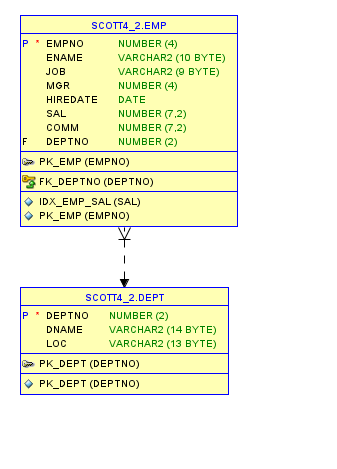 SCOTT4_2.EMP
P * EMPNO NUMBER (4)
ENAME VARCHAR2 (10 BYTE)
JOB VARCHAR2 (9 BYTE)
MGR NUMBER (4)
HIREDATE DATE
SAL NUMBER (7,2)
COMM NUMBER (7,2)
F DEPTNO NUMBER (2)
PK_EMP (EMPNO)
FK_DEPTNO (DEPTNO)
IDX_EMP_SAL (SAL)
PK_EMP (EMPNO)
SCOTT4_2.DEPT
P * DEPTNO NUMBER (2)
DNAME VARCHAR2 (14 BYTE)
LOC VARCHAR2 (13 BYTE)
PK_DEPT (DEPTNO)
PK_DEPT (DEPTNO)